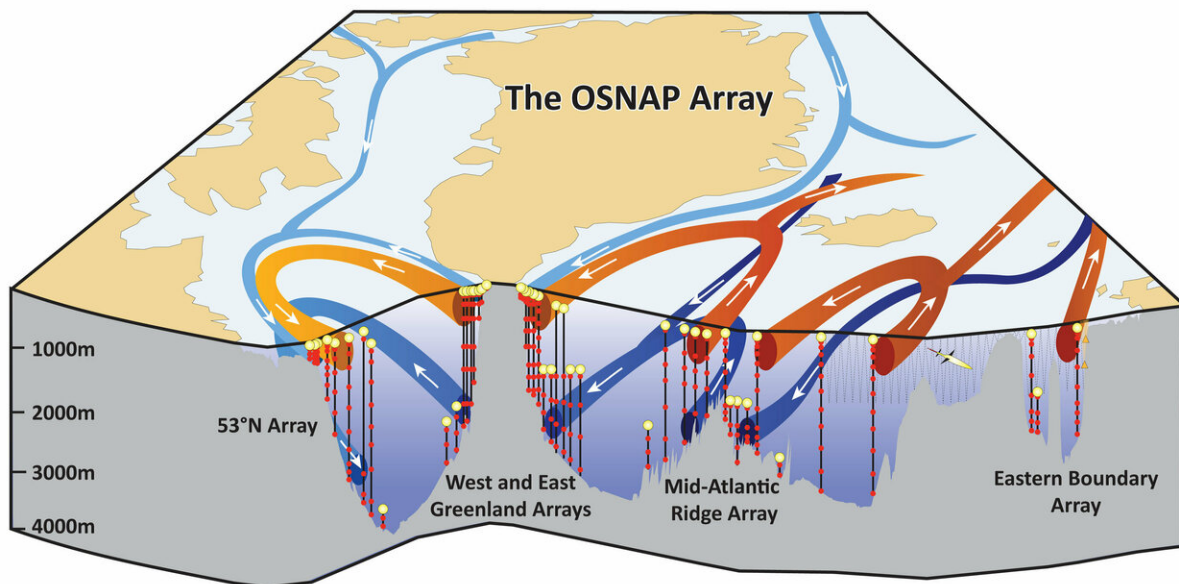 The OSNAP Array
1000m
2000m
3000m
4000m
53°N Array
West and East
Greenland Arrays
Mid-Atlantic
Ridge Array
Eastern Boundary
Array